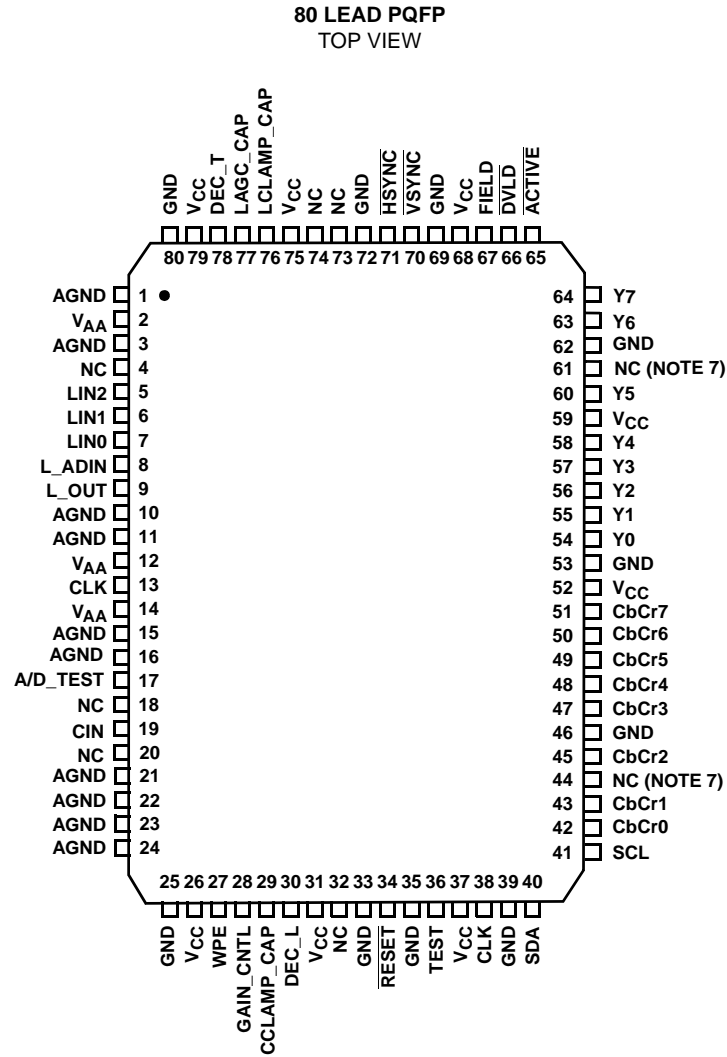 80 LEAD PQFP
TOP VIEW
GND
VCC
DEC_T
LAGC_CAP
LCLAMP_CAP
VCC
NC
NC
GND
HSYNC
VSYNC
GND
VCC
FIELD
DVLD
ACTIVE
80 79 78 77 76 75 74 73 72 71 70 69 68 67 66 65
AGND 1
VAA 2
AGND 3
NC 4
LIN2 5
LIN1 6
LIN0 7
L_ADIN 8
L_OUT 9
AGND 10
AGND 11
VAA 12
CLK 13
VAA 14
AGND 15
AGND 16
A/D_TEST 17
NC 18
CIN 19
NC 20
AGND 21
AGND 22
AGND 23
AGND 24
64 Y7
63 Y6
62 GND
61 NC (NOTE 7)
60 Y5
59 VCC
58 Y4
57 Y3
56 Y2
55 Y1
54 Y0
53 GND
52 VCC
51 CbCr7
50 CbCr6
49 CbCr5
48 CbCr4
47 CbCr3
46 GND
45 CbCr2
44 NC (NOTE 7)
43 CbCr1
42 CbCr0
41 SCL
25 26 27 28 29 30 31 32 33 34 35 36 37 38 39 40
GND
VCC
WPE
GAIN_CNTL
CCLAMP_CAP
DEC_L
VCC
NC
GND
RESET
GND
TEST
VCC
CLK
GND
SDA